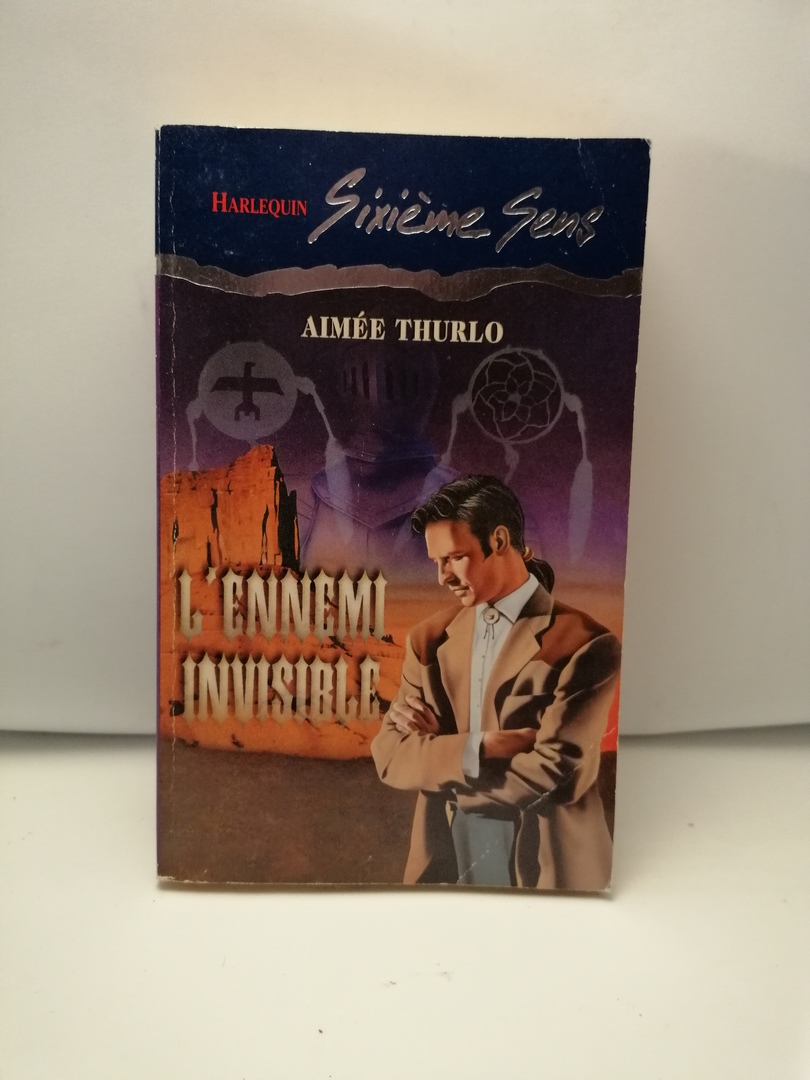 HARLEQUIN Sixième Sens
AIMÉE THURLO
L'ENNEMI
INVISIBLE